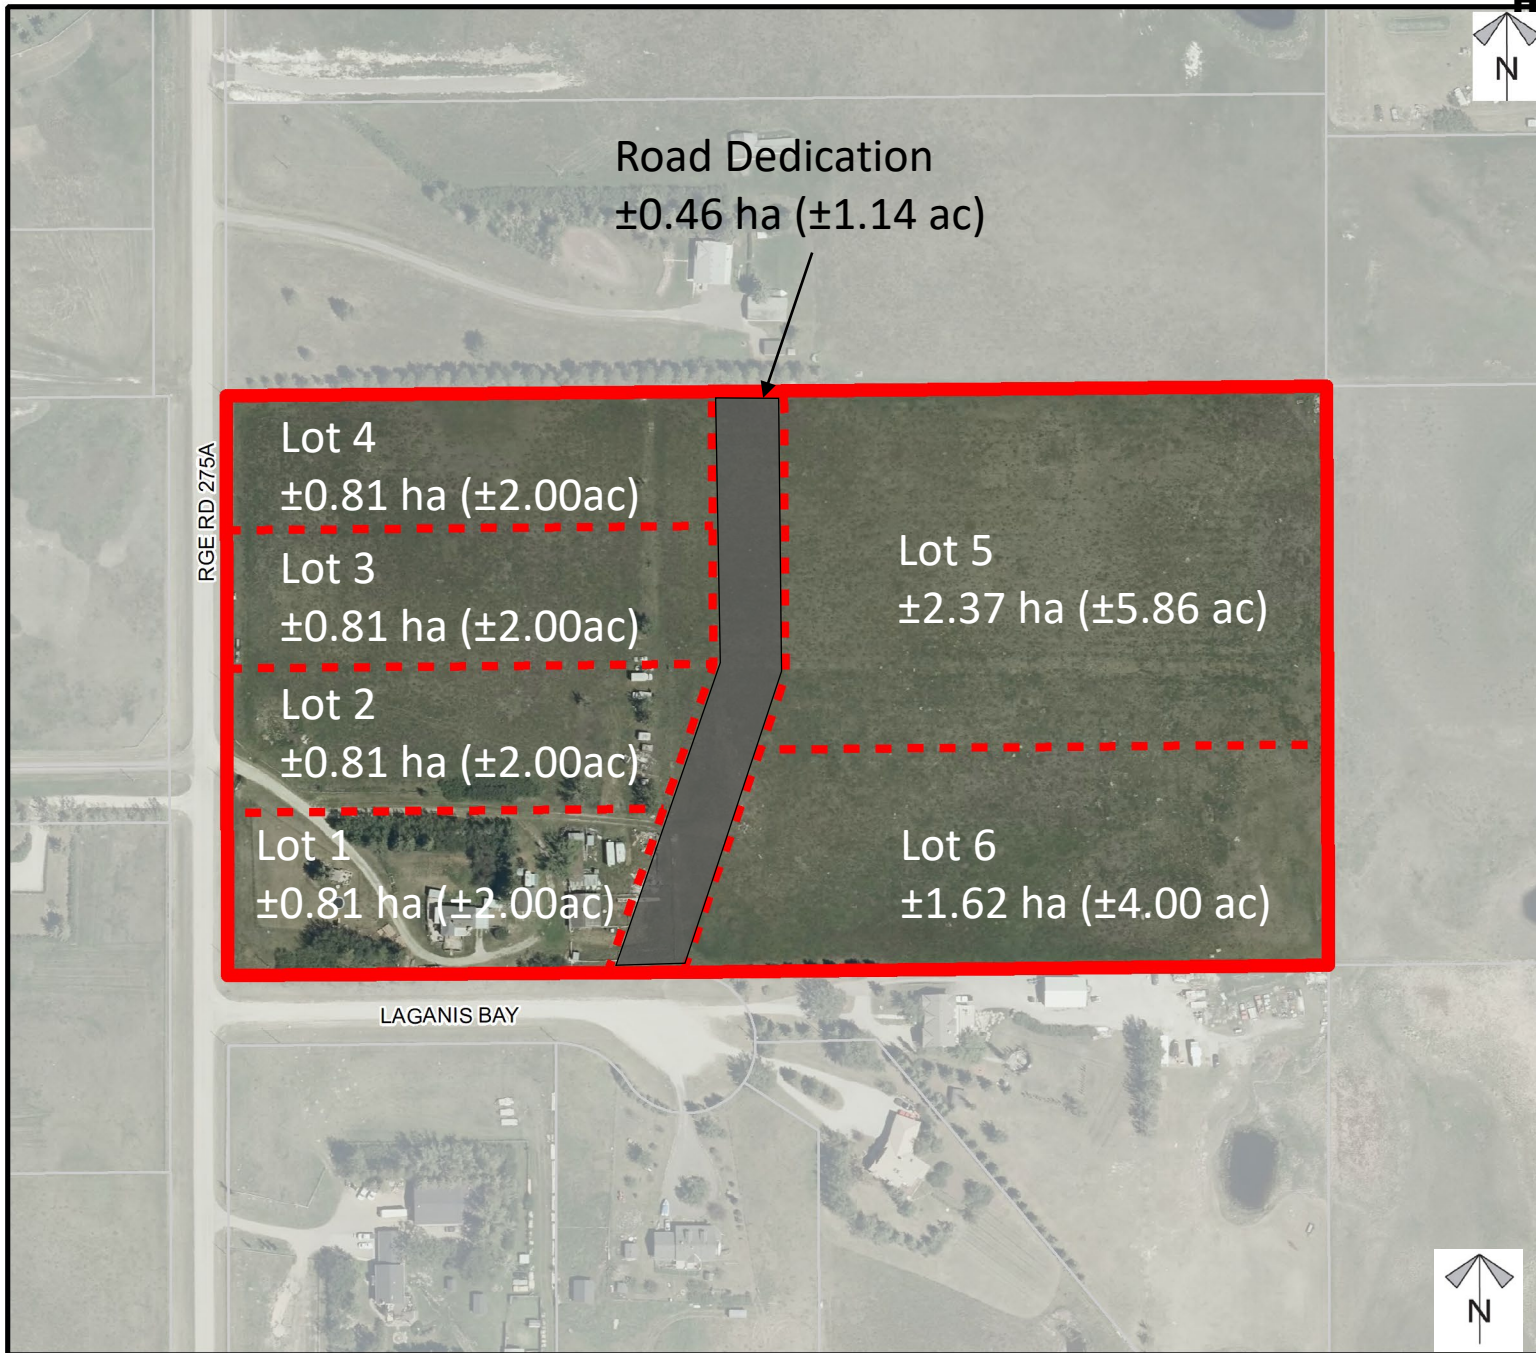 N
Road Dedication
±0.46 ha (±1.14 ac)
Lot 4
±0.81 ha (±2.00ac)
RGE RD 275A
Lot 3
±0.81 ha (±2.00ac)
Lot 5
±2.37 ha (±5.86 ac)
Lot 2
±0.81 ha (±2.00ac)
Lot 1
±0.81 ha (±2.00ac)
Lot 6
±1.62 ha (±4.00 ac)
LAGANIS BAY
N